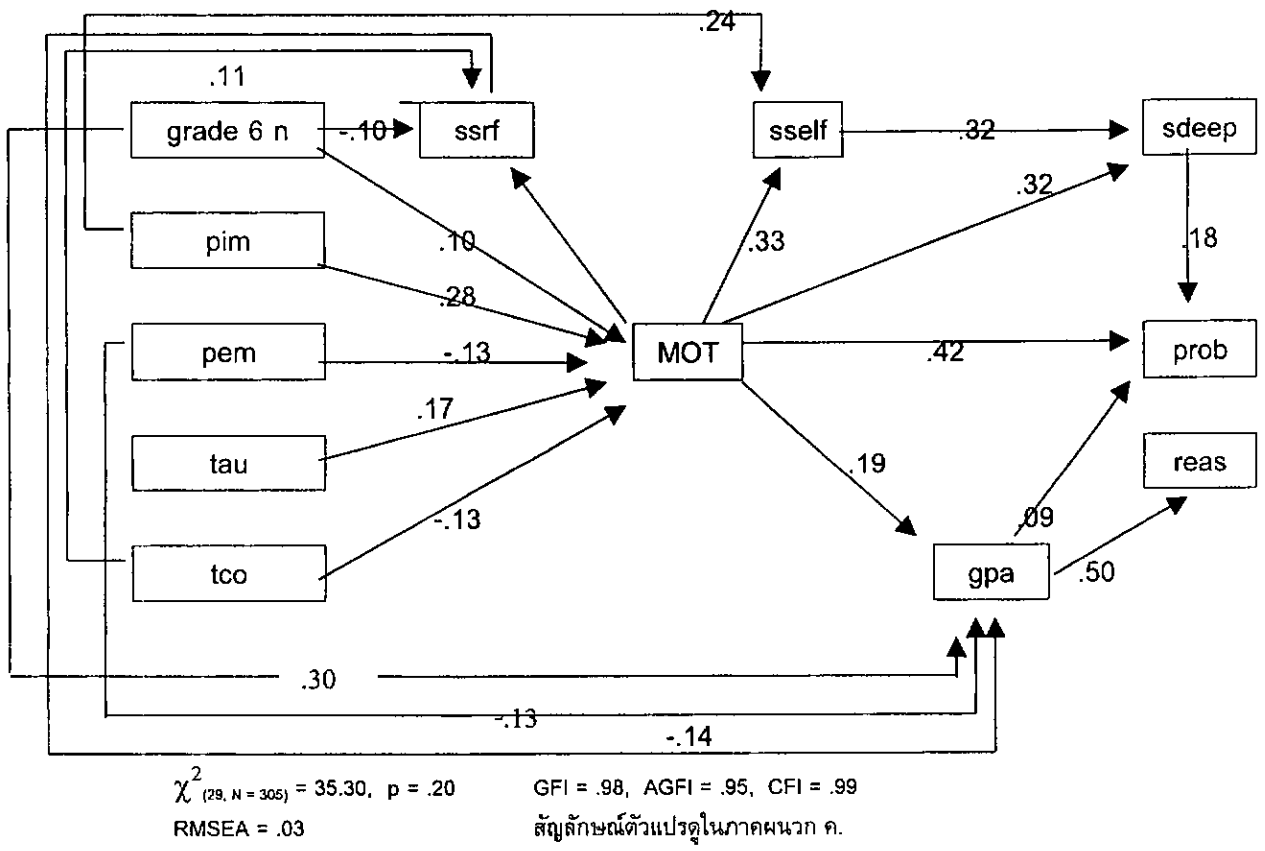 .24
.11
grade 6 n -.10 ssrf sself .32 sdeep
.32
pim .10 .33 .18
.28
pem -.13 MOT .42 prob
.17
tau .19 reas
-.13 .09
tco gpa .50
.30
-.13
-.14
χ² (29, N = 305) = 35.30, p = .20 GFI = .98, AGFI = .95, CFI = .99
RMSEA = .03 สัญลักษณ์ตัวแปรดูในภาคผนวก ค.